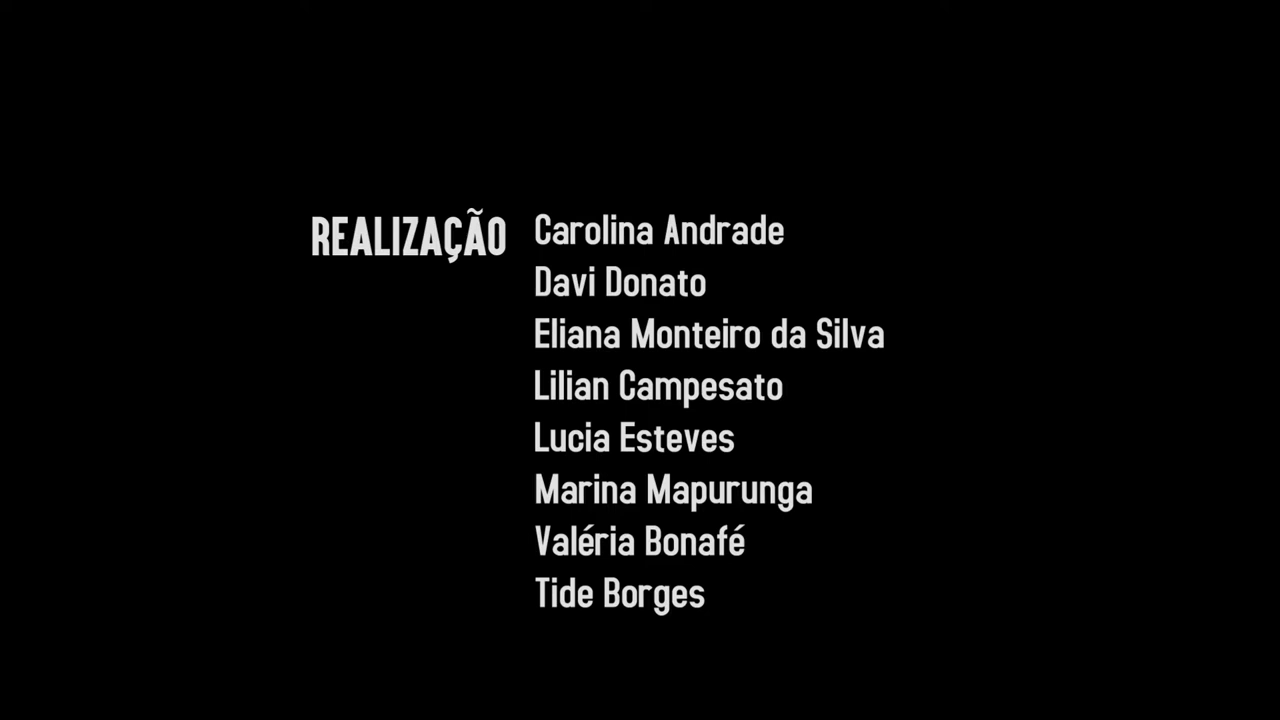 REALIZAÇÃO Carolina Andrade
Davi Donato
Eliana Monteiro da Silva
Lilian Campesato
Lucia Esteves
Marina Mapurunga
Valéria Bonafé
Tide Borges